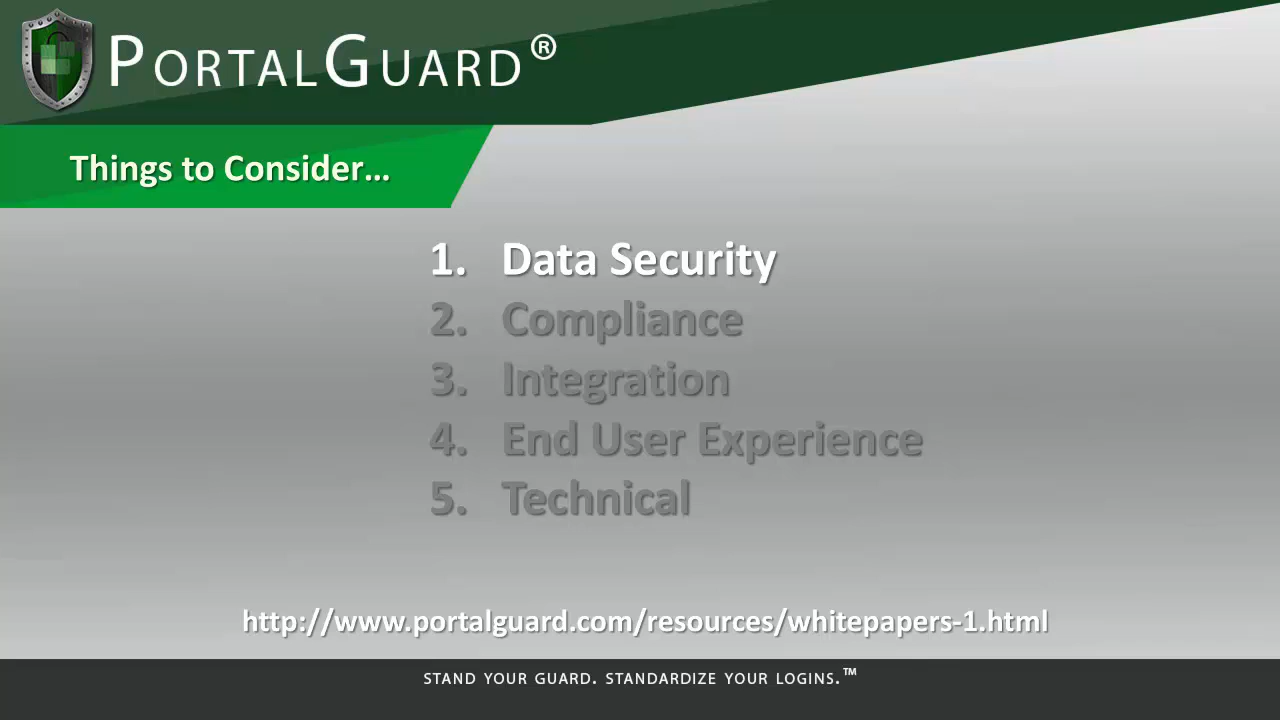 PORTALGUARD®
Things to Consider...
1. Data Security
2. Compliance
3. Integration
4. End User Experience
5. Technical
http://www.portalguard.com/resources/whitepapers-1.html
STAND YOUR GUARD. STANDARDIZE YOUR LOGINS.™